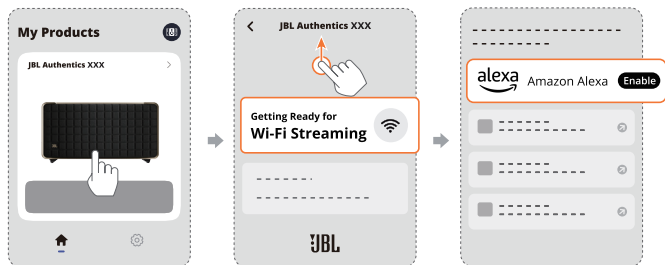 My Products
JBL Authentics XXX
JBL
JBL Authentics XXX
Getting Ready for
Wi-Fi Streaming
JBL
alexa
Amazon Alexa
Enable